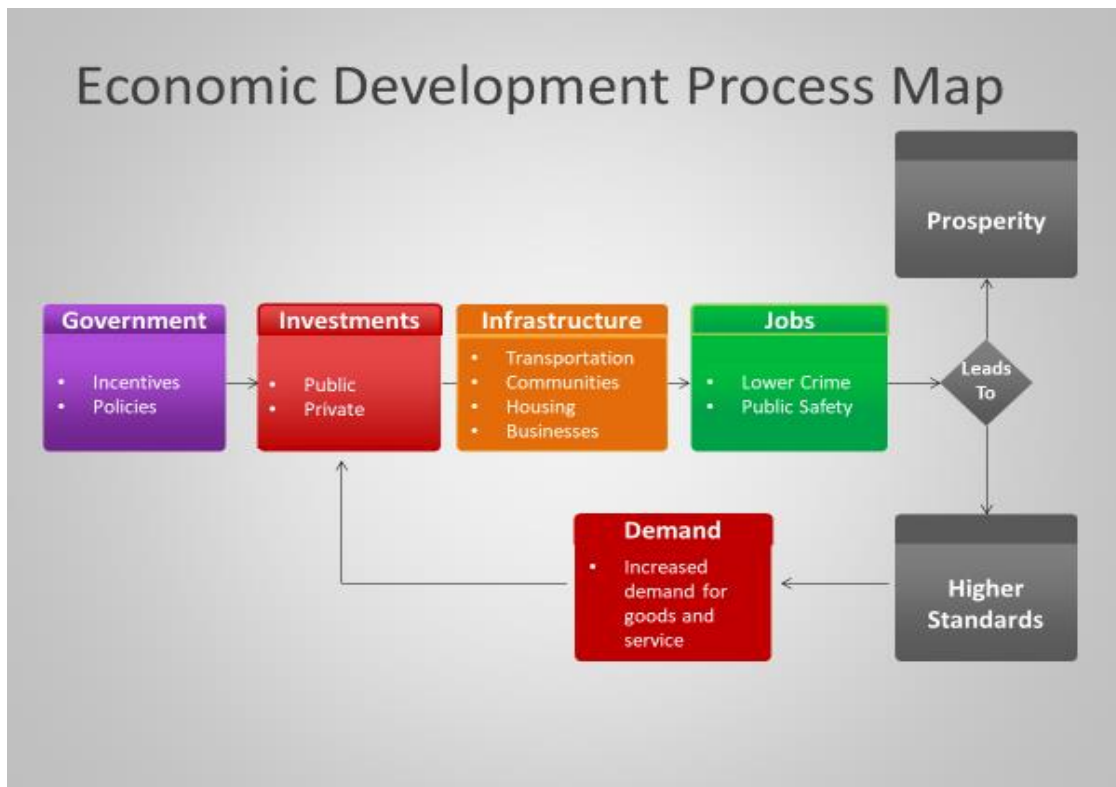 Economic Development Process Map
Prosperity
Government
• Incentives
• Policies
Investments
• Public
• Private
Infrastructure
• Transportation
• Communities
• Housing
• Businesses
Jobs
• Lower Crime
• Public Safety
Leads
To
Demand
• Increased
demand for
goods and
service
Higher
Standards